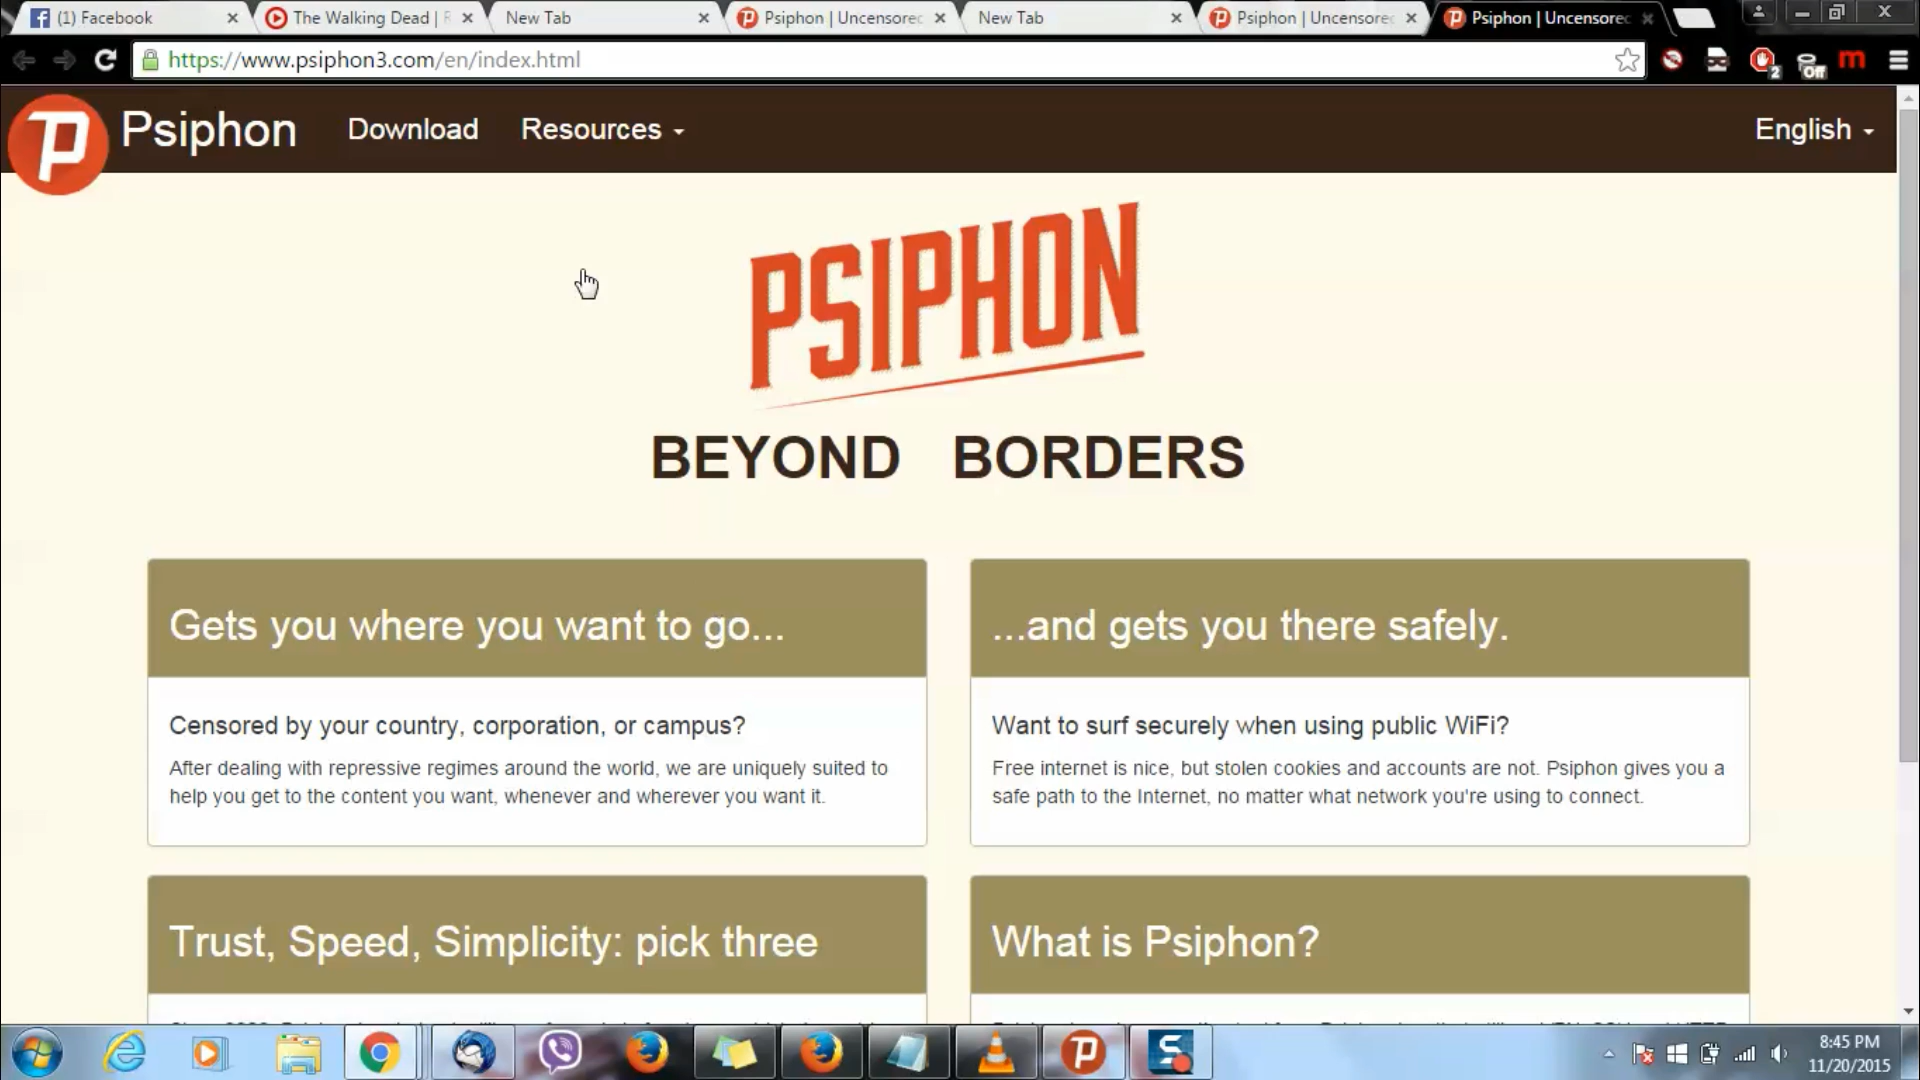 (1) Facebook
The Walking Dead | R
New Tab
Psiphon | Uncensored
New Tab
Psiphon | Uncensored
Psiphon | Uncensored
https://www.psiphon3.com/en/index.html
2
Off
m
P
Psiphon
Download
Resources
English
PSIPHON
BEYOND BORDERS
Gets you where you want to go...
Censored by your country, corporation, or campus?
After dealing with repressive regimes around the world, we are uniquely suited to
help you get to the content you want, whenever and wherever you want it.
...and gets you there safely.
Want to surf securely when using public WiFi?
Free internet is nice, but stolen cookies and accounts are not. Psiphon gives you a
safe path to the Internet, no matter what network you're using to connect.
Trust, Speed, Simplicity: pick three
What is Psiphon?
P
S
8:45 PM
11/20/2015